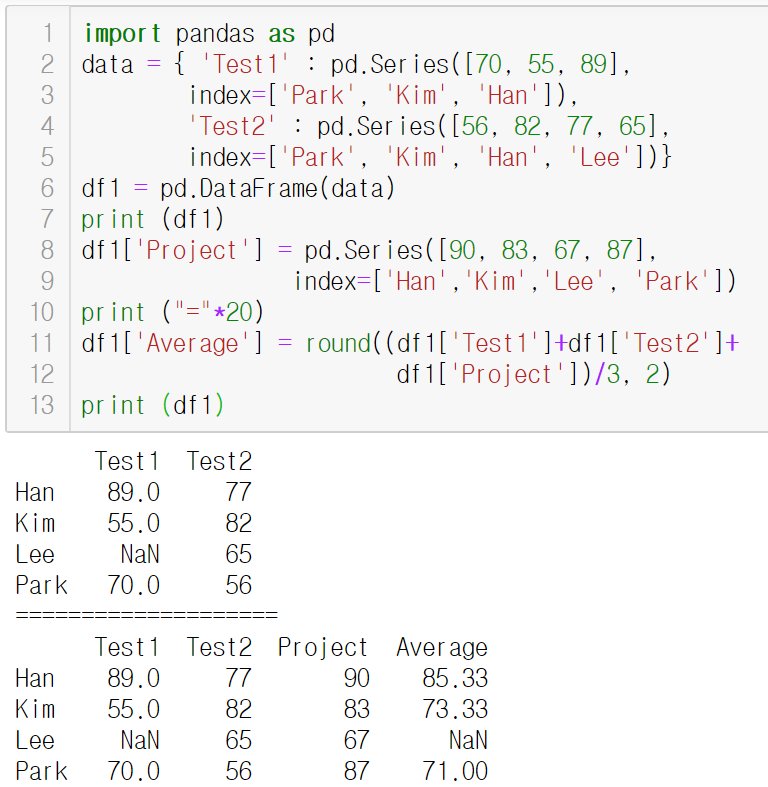 1 import pandas as pd
2 data = { 'Test1' : pd.Series([70, 55, 89],
3         index=['Park', 'Kim', 'Han']),
4         'Test2' : pd.Series([56, 82, 77, 65],
5         index=['Park', 'Kim', 'Han', 'Lee'])}
6 df1 = pd.DataFrame(data)
7 print (df1)
8 df1['Project'] = pd.Series([90, 83, 67, 87],
9                 index=['Han','Kim','Lee', 'Park'])
10 print ("="*20)
11 df1['Average'] = round((df1['Test1']+df1['Test2']+
12                         df1['Project'])/3, 2)
13 print (df1)
      Test1  Test2
Han    89.0     77
Kim    55.0     82
Lee     NaN     65
Park   70.0     56
====================
      Test1  Test2  Project  Average
Han    89.0     77       90    85.33
Kim    55.0     82       83    73.33
Lee     NaN     65       67      NaN
Park   70.0     56       87    71.00